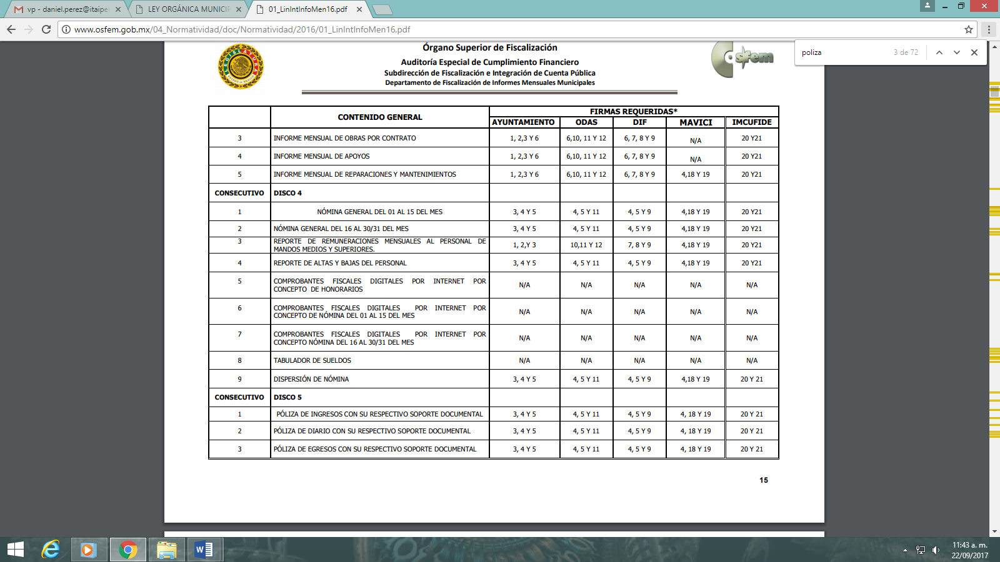 vp - daniel.perez@itaipe
LEY ORGÁNICA MUNICIP
01_LinIntInfoMen16.pdf
www.osfem.gob.mx/04_Normatividad/doc/Normatividad/2016/01_LinIntInfoMen16.pdf
poliza 3 de 72
Órgano Superior de Fiscalización
Auditoría Especial de Cumplimiento Financiero
Subdirección de Fiscalización e Integración de Cuenta Pública
Departamento de Fiscalización de Informes Mensuales Municipales
osfem
CONTENIDO GENERAL FIRMAS REQUERIDAS*
AYUNTAMIENTO ODAS DIF MAVICI IMCUFIDE
3 INFORME MENSUAL DE OBRAS POR CONTRATO 1, 2,3 Y 6 6,10, 11 Y 12 6, 7, 8 Y 9 N/A 20 Y21
4 INFORME MENSUAL DE APOYOS 1, 2,3 Y 6 6,10, 11 Y 12 6, 7, 8 Y 9 N/A 20 Y21
5 INFORME MENSUAL DE REPARACIONES Y MANTENIMIENTOS 1, 2,3 Y 6 6,10, 11 Y 12 6, 7, 8 Y 9 4,18 Y 19 20 Y21
CONSECUTIVO DISCO 4
1 NÓMINA GENERAL DEL 01 AL 15 DEL MES 3, 4 Y 5 4, 5 Y 11 4, 5 Y 9 4,18 Y 19 20 Y21
2 NÓMINA GENERAL DEL 16 AL 30/31 DEL MES 3, 4 Y 5 4, 5 Y 11 4, 5 Y 9 4,18 Y 19 20 Y21
3 REPORTE DE REMUNERACIONES MENSUALES AL PERSONAL DE
MANDOS MEDIOS Y SUPERIORES. 1, 2,Y 3 10,11 Y 12 7, 8 Y 9 4,18 Y 19 20 Y21
4 REPORTE DE ALTAS Y BAJAS DEL PERSONAL 3, 4 Y 5 4, 5 Y 11 4, 5 Y 9 4,18 Y 19 20 Y21
5 COMPROBANTES FISCALES DIGITALES POR INTERNET POR
CONCEPTO DE HONORARIOS N/A N/A N/A N/A N/A
6 COMPROBANTES FISCALES DIGITALES POR INTERNET POR
CONCEPTO DE NÓMINA DEL 01 AL 15 DEL MES N/A N/A N/A N/A N/A
7 COMPROBANTES FISCALES DIGITALES POR INTERNET POR
CONCEPTO NÓMINA DEL 16 AL 30/31 DEL MES N/A N/A N/A N/A N/A
8 TABULADOR DE SUELDOS N/A N/A N/A N/A N/A
9 DISPERSIÓN DE NÓMINA 3, 4 Y 5 4, 5 Y 11 4, 5 Y 9 4,18 Y 19 20 Y 21
CONSECUTIVO DISCO 5
1 PÓLIZA DE INGRESOS CON SU RESPECTIVO SOPORTE DOCUMENTAL 3, 4 Y 5 4, 5 Y 11 4, 5 Y 9 4, 18 Y 19 20 Y 21
2 PÓLIZA DE DIARIO CON SU RESPECTIVO SOPORTE DOCUMENTAL 3, 4 Y 5 4, 5 Y 11 4, 5 Y 9 4, 18 Y 19 20 Y 21
3 PÓLIZA DE EGRESOS CON SU RESPECTIVO SOPORTE DOCUMENTAL 3, 4 Y 5 4, 5 Y 11 4, 5 Y 9 4, 18 Y 19 20 Y 21
15
11:43 a. m.
22/09/2017